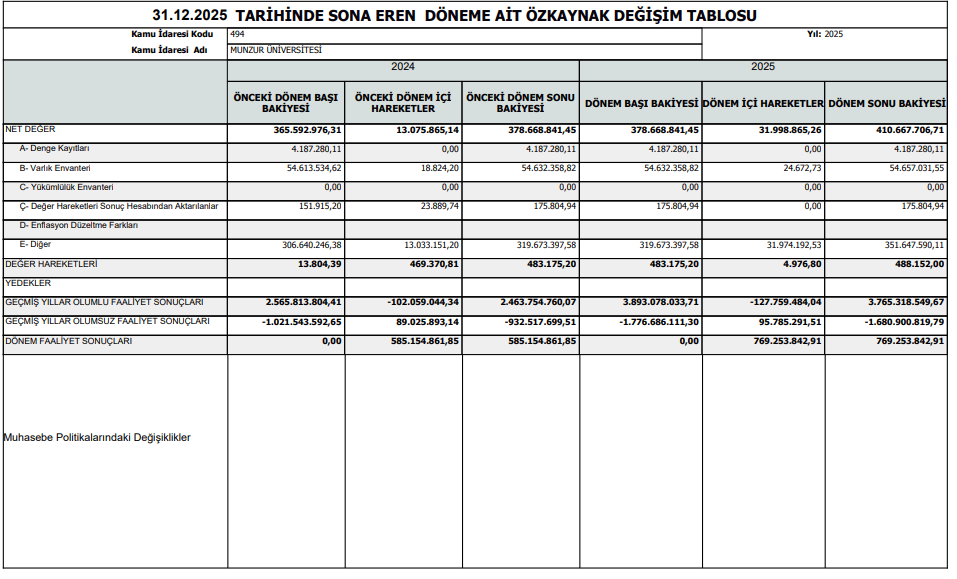 31.12.2025 TARİHİNDE SONA EREN DÖNEME AİT ÖZKAYNAK DEĞİŞİM TABLOSU
Kamu İdaresi Kodu 494 Yıl: 2025
Kamu İdaresi Adı MUNZUR ÜNİVERSİTESİ
2024 2025
ÖNCEKİ DÖNEM BAŞI BAKİYESİ ÖNCEKİ DÖNEM İÇİ HAREKETLER ÖNCEKİ DÖNEM SONU BAKİYESİ DÖNEM BAŞI BAKİYESİ DÖNEM İÇİ HAREKETLER DÖNEM SONU BAKİYESİ
NET DEĞER 365.592.976,31 13.075.865,14 378.668.841,45 378.668.841,45 31.998.865,26 410.667.706,71
A- Denge Kayıtları 4.187.280,11 0,00 4.187.280,11 4.187.280,11 0,00 4.187.280,11
B- Varlık Envanteri 54.613.534,62 18.824,20 54.632.358,82 54.632.358,82 24.672,73 54.657.031,55
C- Yükümlülük Envanteri 0,00 0,00 0,00 0,00 0,00 0,00
Ç- Değer Hareketleri Sonuç Hesabından Aktarılanlar 151.915,20 23.889,74 175.804,94 175.804,94 0,00 175.804,94
D- Enflasyon Düzeltme Farkları
E- Diğer 306.640.246,38 13.033.151,20 319.673.397,58 319.673.397,58 31.974.192,53 351.647.590,11
DEĞER HAREKETLERİ 13.804,39 469.370,81 483.175,20 483.175,20 4.976,80 488.152,00
YEDEKLER
GEÇMİŞ YILLAR OLUMLU FAALİYET SONUÇLARI 2.565.813.804,41 -102.059.044,34 2.463.754.760,07 3.893.078.033,71 -127.759.484,04 3.765.318.549,67
GEÇMİŞ YILLAR OLUMSUZ FAALİYET SONUÇLARI -1.021.543.592,65 89.025.893,14 -932.517.699,51 -1.776.686.111,30 95.785.291,51 -1.680.900.819,79
DÖNEM FAALİYET SONUÇLARI 0,00 585.154.861,85 585.154.861,85 0,00 769.253.842,91 769.253.842,91
Muhasebe Politikalarındaki Değişiklikler